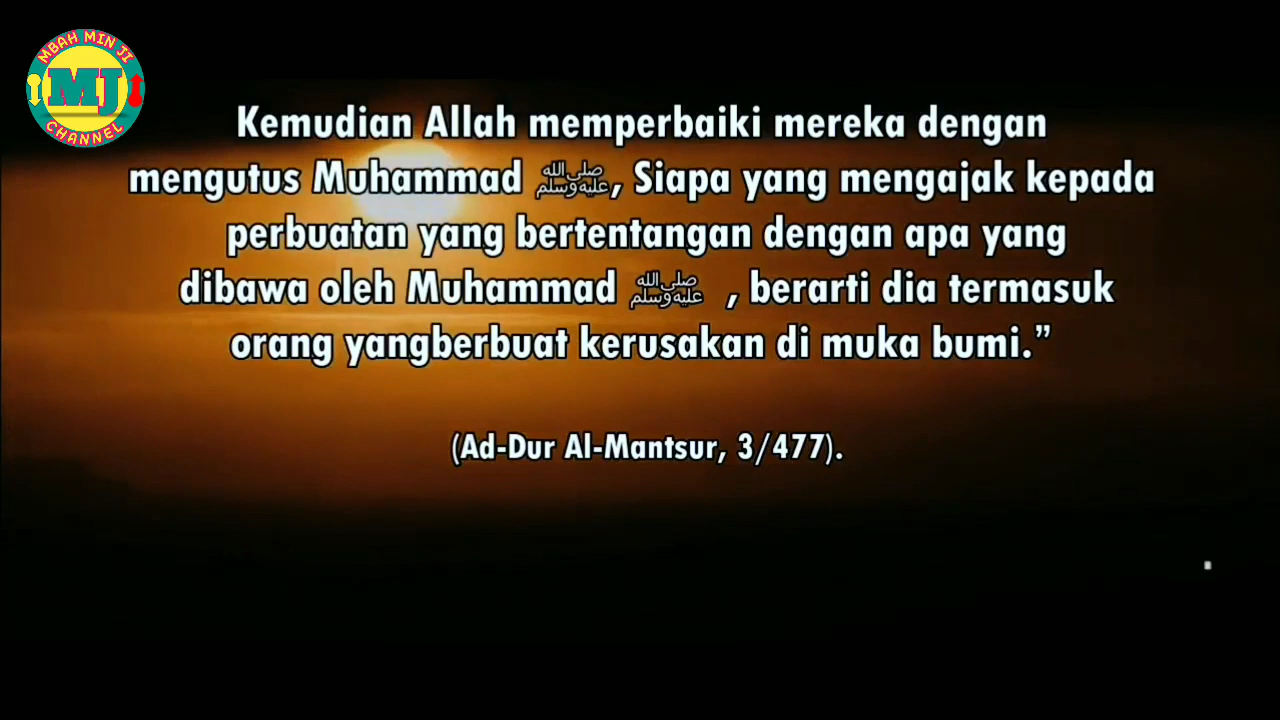 MBAH MIN JI
MJ
CHANNEL
Kemudian Allah memperbaiki mereka dengan
mengutus Muhammad ﷺ, Siapa yang mengajak kepada
perbuatan yang bertentangan dengan apa yang
dibawa oleh Muhammad ﷺ , berarti dia termasuk
orang yangberbuat kerusakan di muka bumi.”
(Ad-Dur Al-Mantsur, 3/477).